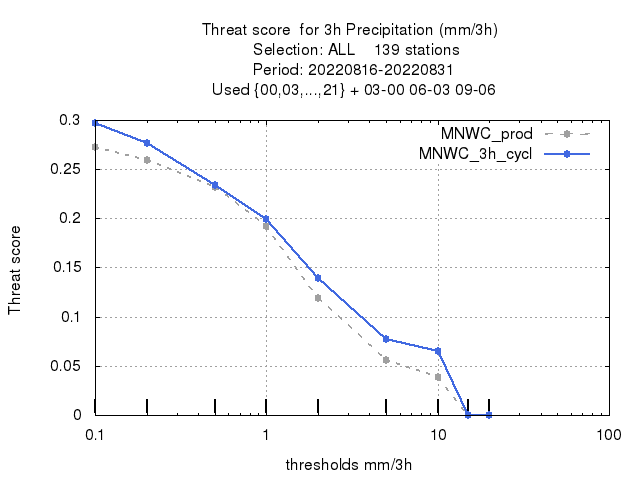 Threat score  for 3h Precipitation (mm/3h)
Selection: ALL    139 stations
Period: 20220816-20220831
Used {00,03,...,21} + 03-00 06-03 09-06
0.3
0.25
0.2
0.15
0.1
0.05
0
Threat score
MNWC_prod
MNWC_3h_cycl
0.1
1
10
100
thresholds mm/3h